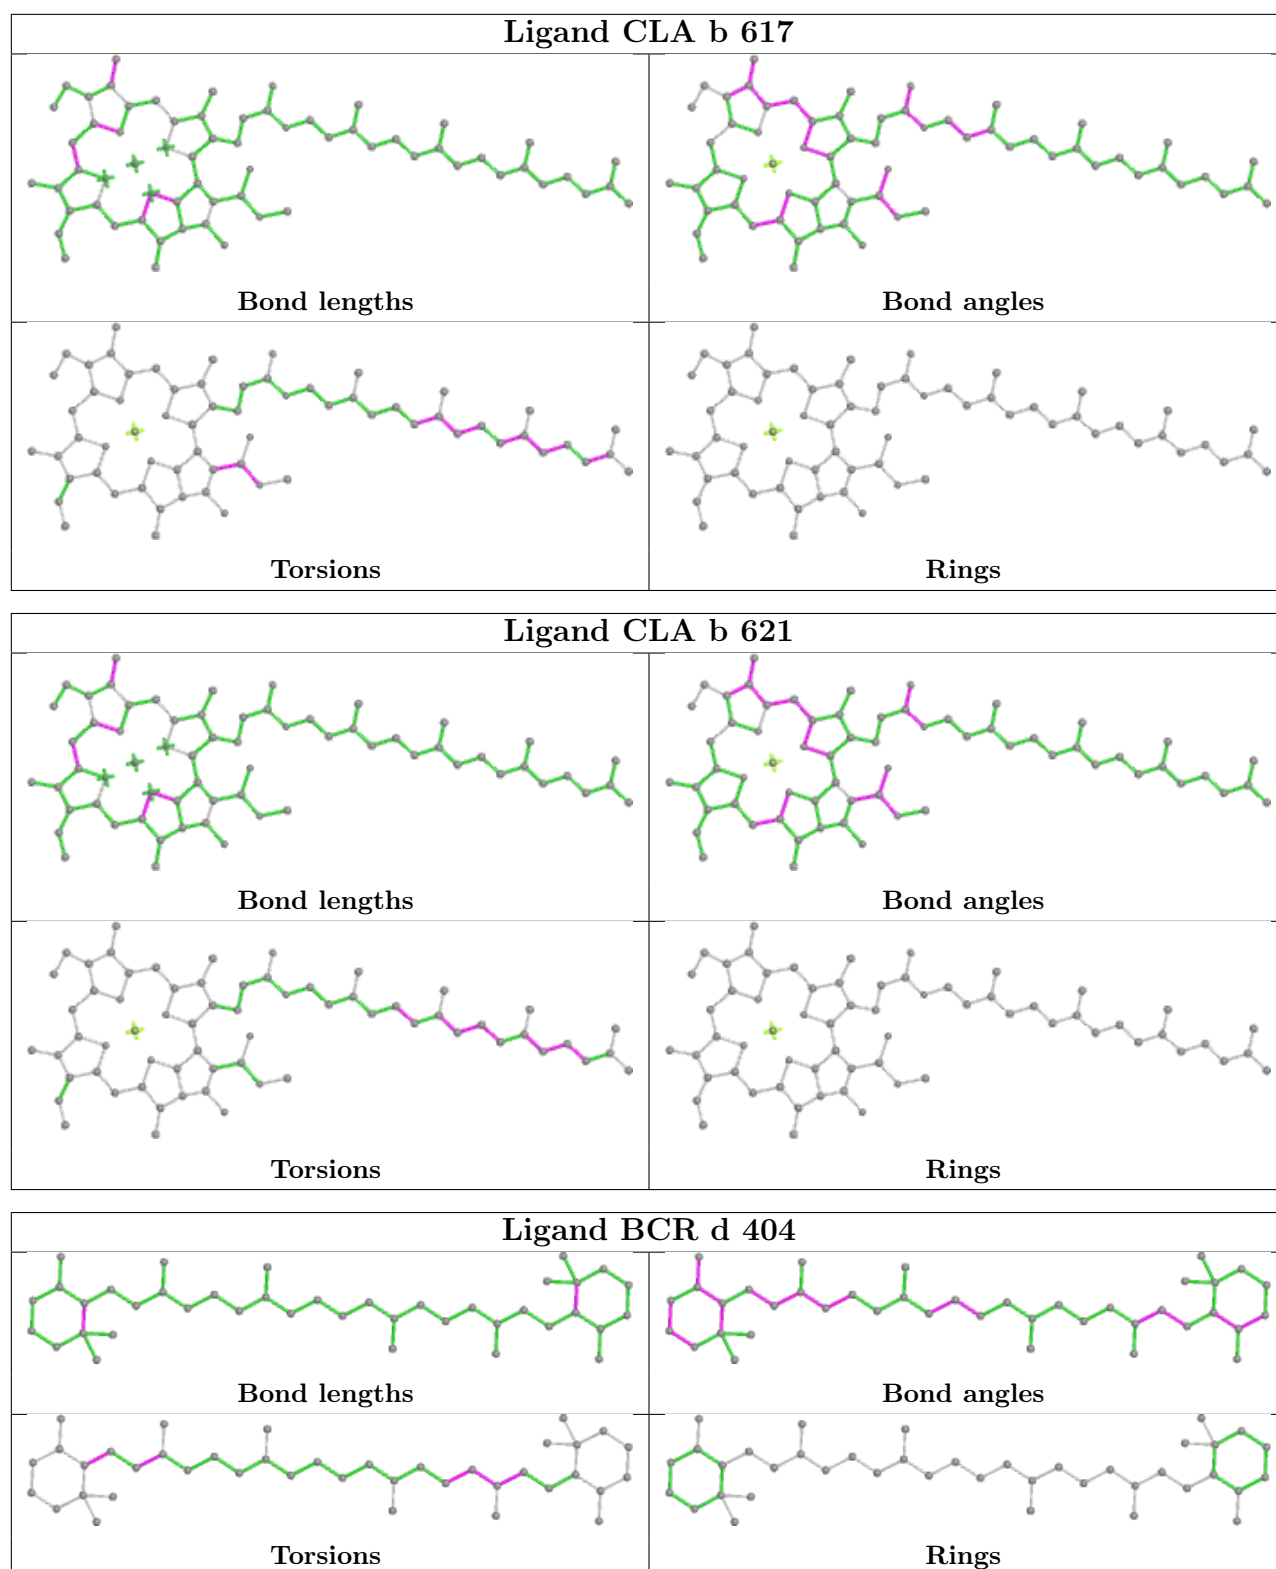 Ligand CLA b 617
Bond lengths
Bond angles
Torsions
Rings
Ligand CLA b 621
Bond lengths
Bond angles
Torsions
Rings
Ligand BCR d 404
Bond lengths
Bond angles
Torsions
Rings